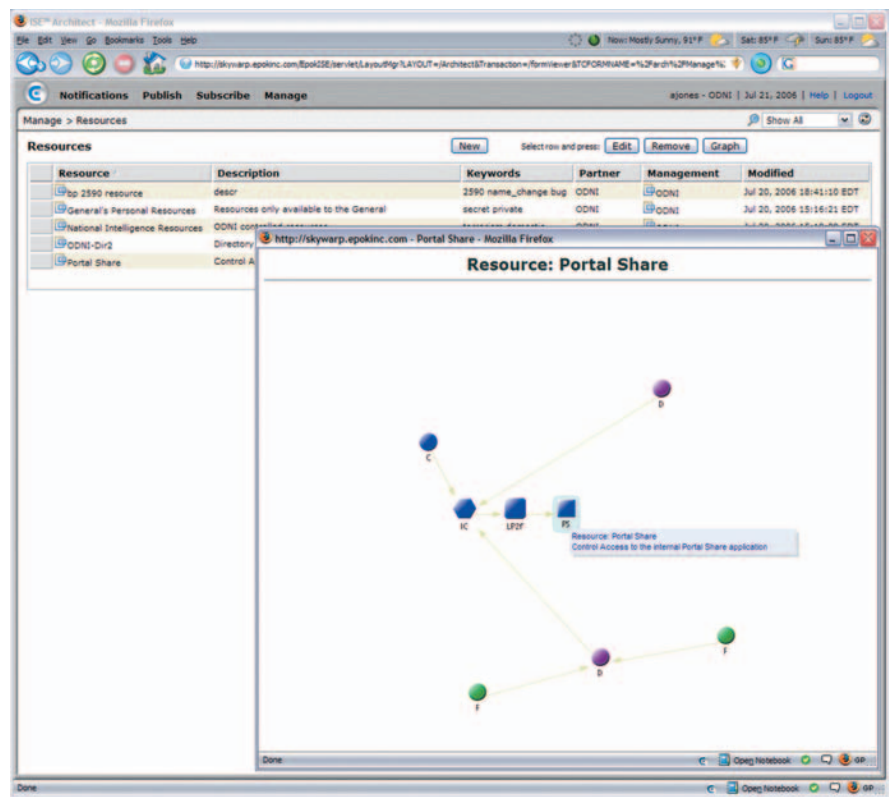 ISE™ Architect - Mozilla Firefox
File Edit View Go Bookmarks Tools Help
Now: Mostly Sunny, 91° F Sat: 85° F Sun: 85° F
Notifications Publish Subscribe Manage
ajones - ODNI | Jul 21, 2006 | Help | Logout
Manage > Resources
Show All
Resources
New Select row and press: Edit Remove Graph
Resource Description Keywords Partner Management Modified
bp 2590 resource descr 2590 name_change bug ODNI ODNI Jul 20, 2006 18:41:10 EDT
General's Personal Resources Resources only available to the General secret private ODNI ODNI Jul 20, 2006 15:16:21 EDT
National Intelligence Resources ODNI controlled resources
ODNI-Dir2 Directory
Portal Share Control A
http://skywarp.epokinc.com - Portal Share - Mozilla Firefox
Resource: Portal Share
D
C
IC LP2F PS
Resource: Portal Share
Control Access to the internal Portal Share application
F
D
F
Done Open Notebook GP
Done Open Notebook GP